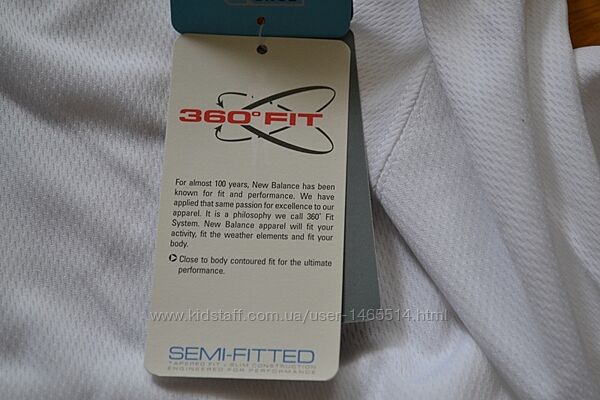 360° FIT
For almost 100 years, New Balance has been
known for fit and performance. We have
applied that same passion for excellence to our
apparel. It is a philosophy we call 360° Fit
System. New Balance apparel will fit your
activity, fit the weather elements and fit your
body.
Close to body contoured fit for the ultimate
performance.
www.kidstaff.com.ua/user-1465514.html
SEMI-FITTED
TAPERED FIT • SLIM CONSTRUCTION
ENGINEERED FOR PERFORMANCE